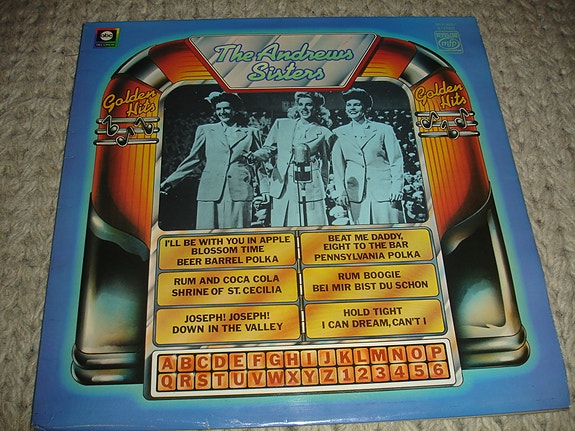 abc
mfp
The Andrews
Sisters
Golden
Hits
Golden
Hits
I'LL BE WITH YOU IN APPLE
BLOSSOM TIME
BEER BARREL POLKA
BEAT ME DADDY,
EIGHT TO THE BAR
PENNSYLVANIA POLKA
RUM AND COCA COLA
SHRINE OF ST. CECILIA
RUM BOOGIE
BEI MIR BIST DU SCHON
JOSEPH! JOSEPH!
DOWN IN THE VALLEY
HOLD TIGHT
I CAN DREAM, CAN'T I
ABCDEFGHIJKLMNOP
QRSTUVWXYZ123456